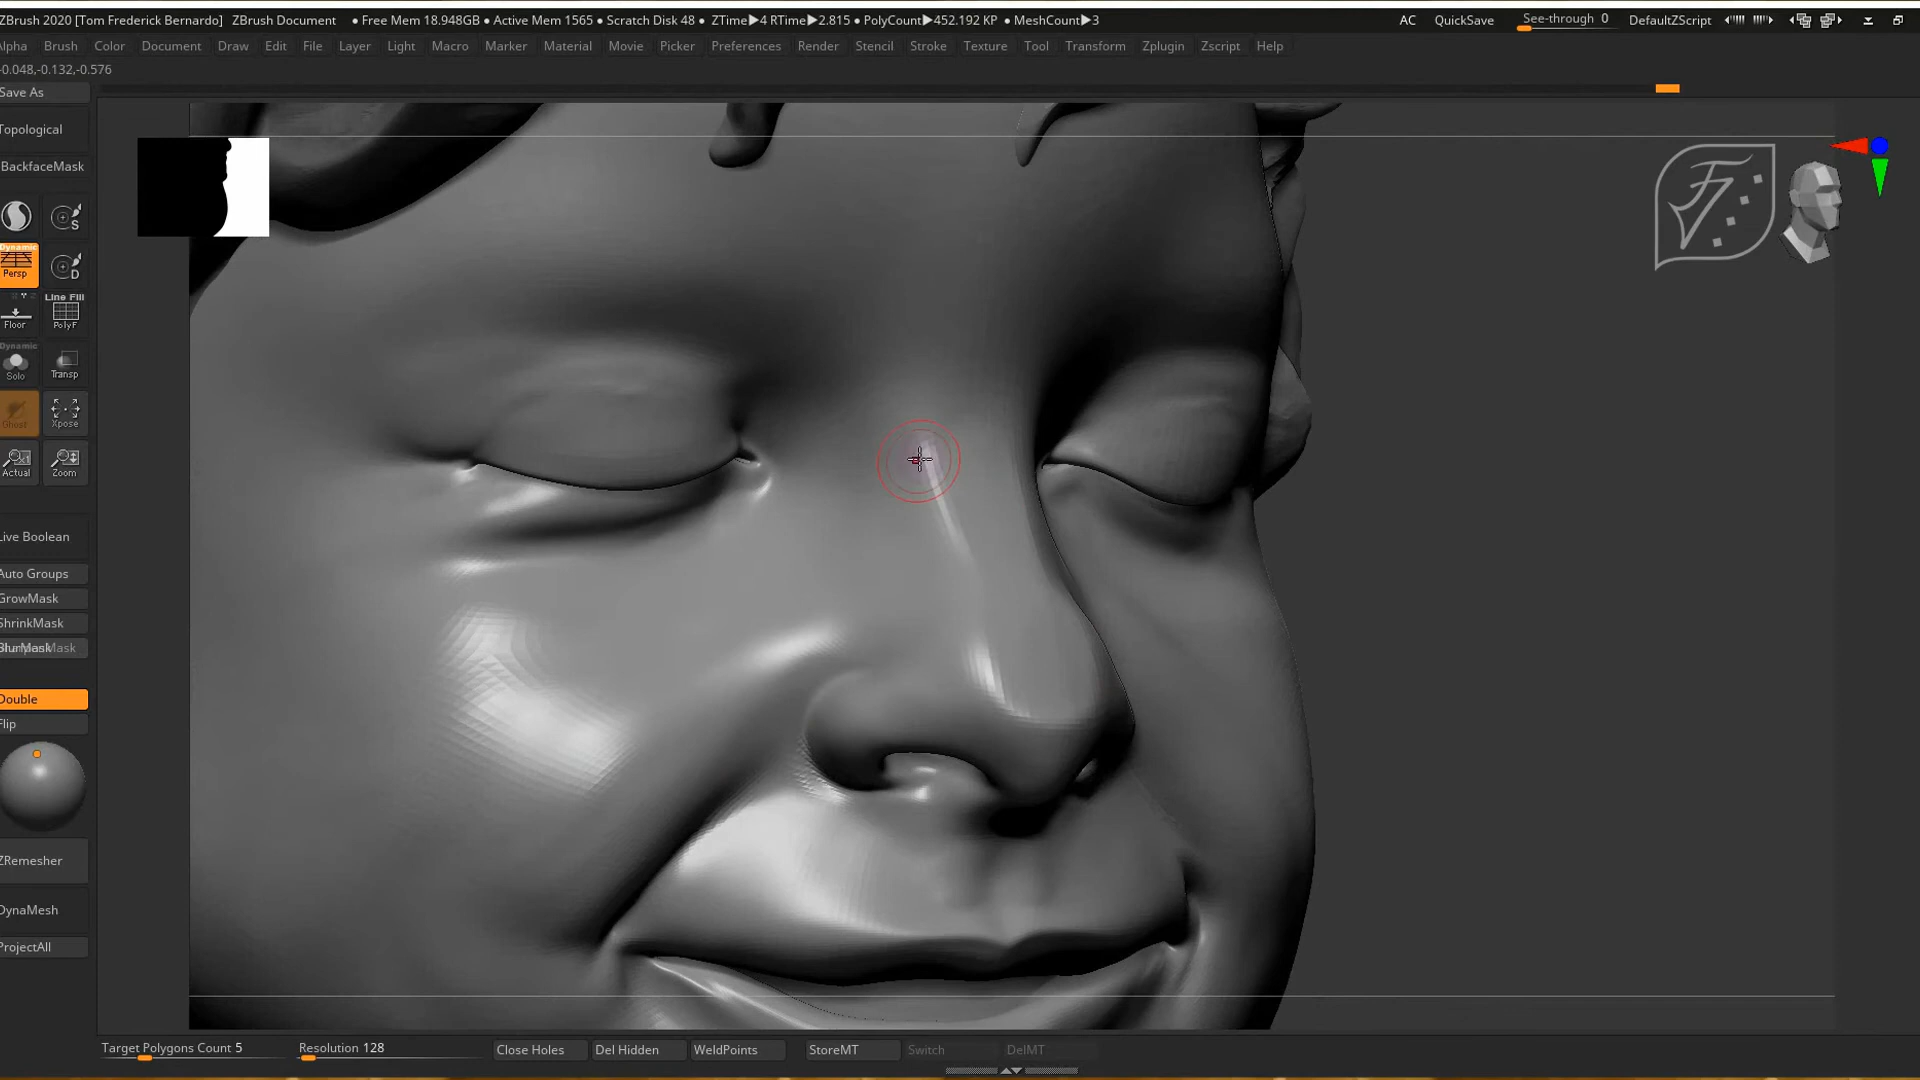 ZBrush 2020 [Tom Frederick Bernardo] ZBrush Document • Free Mem 18.948GB • Active Mem 1565 • Scratch Disk 48 • ZTime▶4 RTime▶2.815 • PolyCount▶452.192 KP • MeshCount▶3 AC QuickSave See-through 0 DefaultZScript
Alpha Brush Color Document Draw Edit File Layer Light Macro Marker Material Movie Picker Preferences Render Stencil Stroke Texture Tool Transform Zplugin Zscript Help
-0.048,-0.132,-0.576
Save As
Topological
BackfaceMask
S
Dynamic
Persp
D
Line Fill
Floor
PolyF
Dynamic
Solo
Transp
Ghost
Xpose
Actual
Zoom
Live Boolean
Auto Groups
GrowMask
ShrinkMask
BlurMask
Double
Flip
ZRemesher
DynaMesh
ProjectAll
Target Polygons Count 5 Resolution 128 Close Holes Del Hidden WeldPoints StoreMT Switch DelMT